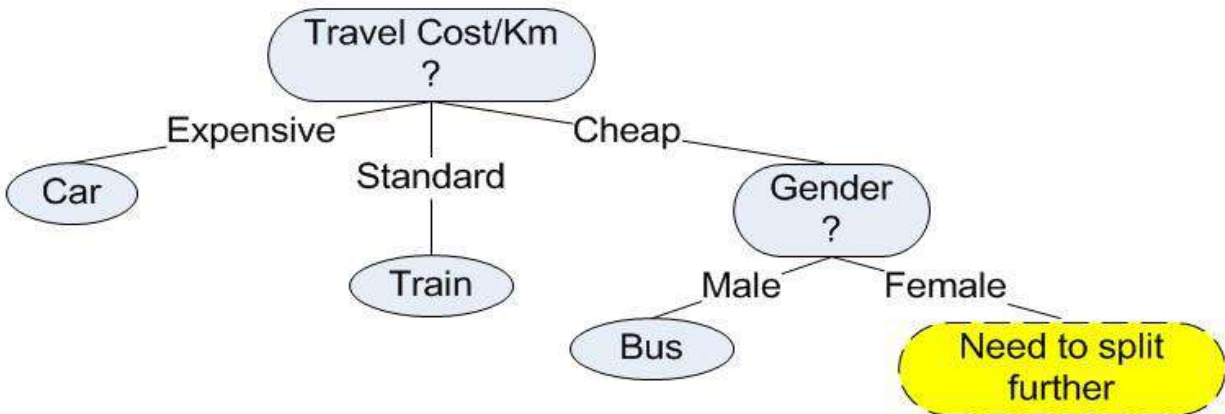 Travel Cost/Km
?
Expensive
Cheap
Standard
Car
Gender
?
Train
Male
Female
Bus
Need to split
further